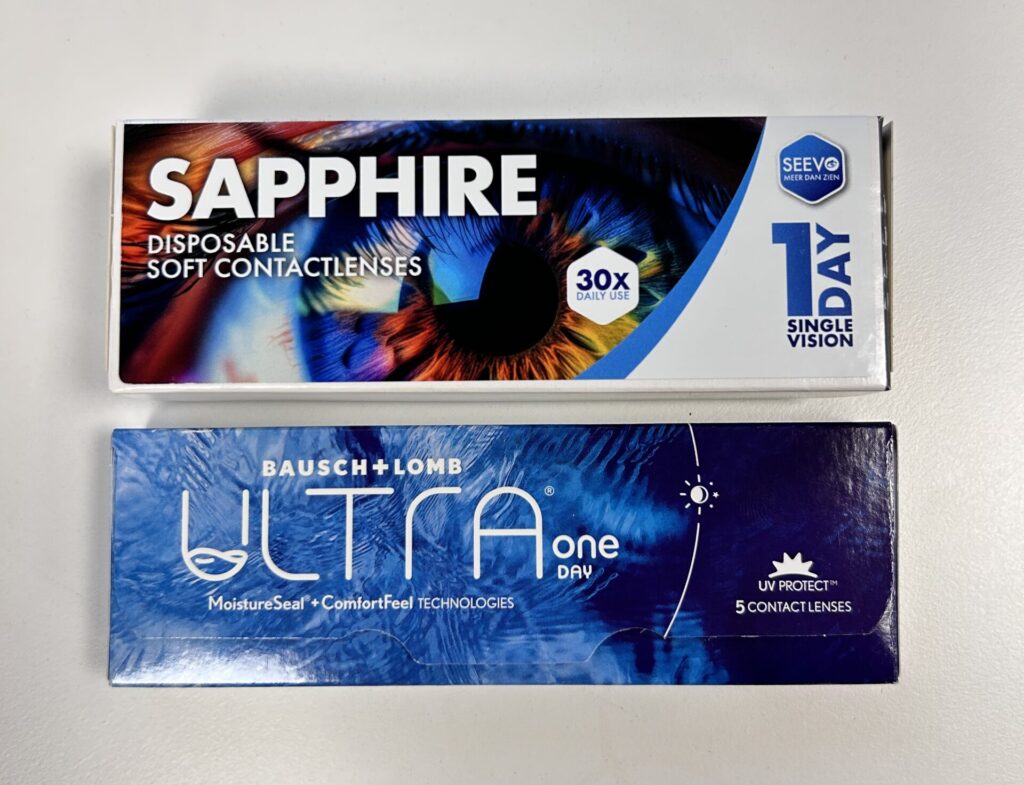 SAPPHIRE
DISPOSABLE
SOFT CONTACTLENSES
30X
DAILY USE
SEEVO
MEER DAN ZIEN
1 DAY
SINGLE
VISION
BAUSCH+LOMB
ULTRA®
one
DAY
MoistureSeal® + ComfortFeel TECHNOLOGIES
UV PROTECT™
5 CONTACT LENSES